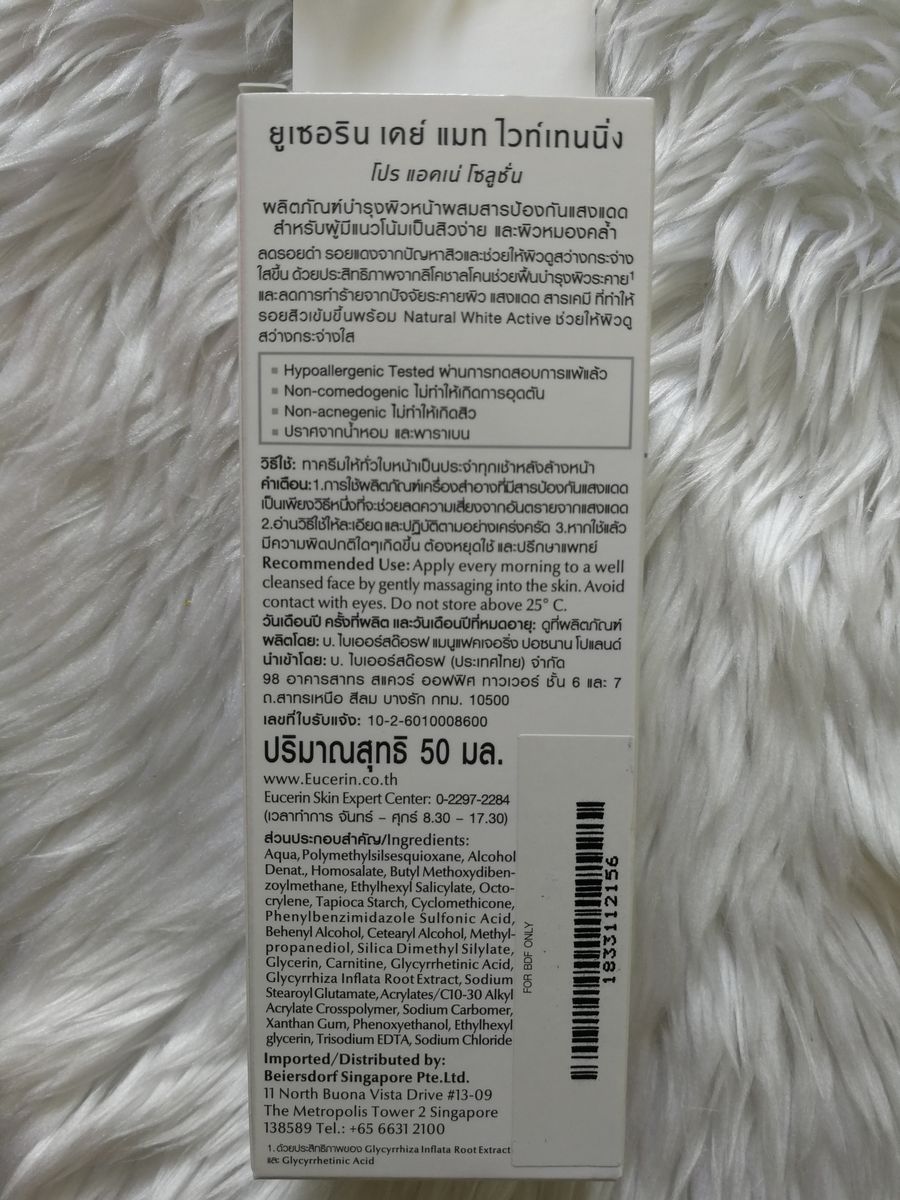 ยูเซอริน เดย์ แมท ไวท์เทนนิ่ง
โปร แอคเน่ โซลูชั่น
ผลิตภัณฑ์บำรุงผิวหน้าผสมสารป้องกันแสงแดด
สำหรับผู้มีแนวโน้มเป็นสิวง่าย และผิวหมองคล้ำ
ลดรอยดำ รอยแดงจากปัญหาสิวและช่วยให้ผิวดูสว่างกระจ่าง
ใสขึ้น ด้วยประสิทธิภาพจากลิโคชาลโคนช่วยฟื้นบำรุงผิวระคาย¹
และลดการทำร้ายจากปัจจัยระคายผิว แสงแดด สารเคมี ที่ทำให้
รอยสิวเข้มขึ้นพร้อม Natural White Active ช่วยให้ผิวดู
สว่างกระจ่างใส
▪ Hypoallergenic Tested ผ่านการทดสอบการแพ้แล้ว
▪ Non-comedogenic ไม่ทำให้เกิดการอุดตัน
▪ Non-acnegenic ไม่ทำให้เกิดสิว
▪ ปราศจากน้ำหอม และพาราเบน
วิธีใช้: ทาครีมให้ทั่วใบหน้าเป็นประจำทุกเช้าหลังล้างหน้า
คำเตือน:1.การใช้ผลิตภัณฑ์เครื่องสำอางที่มีสารป้องกันแสงแดด
เป็นเพียงวิธีหนึ่งที่จะช่วยลดความเสี่ยงจากอันตรายจากแสงแดด
2.อ่านวิธีใช้ให้ละเอียด และปฏิบัติตามอย่างเคร่งครัด 3.หากใช้แล้ว
มีความผิดปกติใดๆเกิดขึ้น ต้องหยุดใช้ และปรึกษาแพทย์
Recommended Use: Apply every morning to a well
cleansed face by gently massaging into the skin. Avoid
contact with eyes. Do not store above 25° C.
วันเดือนปี ครั้งที่ผลิต และวันเดือนปีที่หมดอายุ: ดูที่ผลิตภัณฑ์
ผลิตโดย: บ. ไบเออร์สด๊อรฟ แมนูแฟคเจอริ่ง ปอซนาน โปแลนด์
นำเข้าโดย: บ. ไบเออร์สด๊อรฟ (ประเทศไทย) จำกัด
98 อาคารสาทร สแควร์ ออฟฟิศ ทาวเวอร์ ชั้น 6 และ 7
ถ.สาทรเหนือ สีลม บางรัก กทม. 10500
เลขที่ใบรับแจ้ง: 10-2-6010008600
ปริมาณสุทธิ 50 มล.
www.Eucerin.co.th
Eucerin Skin Expert Center: 0-2297-2284
(เวลาทำการ จันทร์ – ศุกร์ 8.30 – 17.30)
ส่วนประกอบสำคัญ/Ingredients:
Aqua, Polymethylsilsesquioxane, Alcohol
Denat., Homosalate, Butyl Methoxydiben-
zoylmethane, Ethylhexyl Salicylate, Octo-
crylene, Tapioca Starch, Cyclomethicone,
Phenylbenzimidazole Sulfonic Acid,
Behenyl Alcohol, Cetearyl Alcohol, Methyl-
propanediol, Silica Dimethyl Silylate,
Glycerin, Carnitine, Glycyrrhetinic Acid,
Glycyrrhiza Inflata Root Extract, Sodium
Stearoyl Glutamate, Acrylates/C10-30 Alkyl
Acrylate Crosspolymer, Sodium Carbomer,
Xanthan Gum, Phenoxyethanol, Ethylhexyl
glycerin, Trisodium EDTA, Sodium Chloride
Imported/Distributed by:
Beiersdorf Singapore Pte.Ltd.
11 North Buona Vista Drive #13-09
The Metropolis Tower 2 Singapore
138589 Tel.: +65 6631 2100
1. ด้วยประสิทธิภาพของ Glycyrrhiza Inflata Root Extract
และ Glycyrrhetinic Acid
FOR BDF ONLY
1833112156